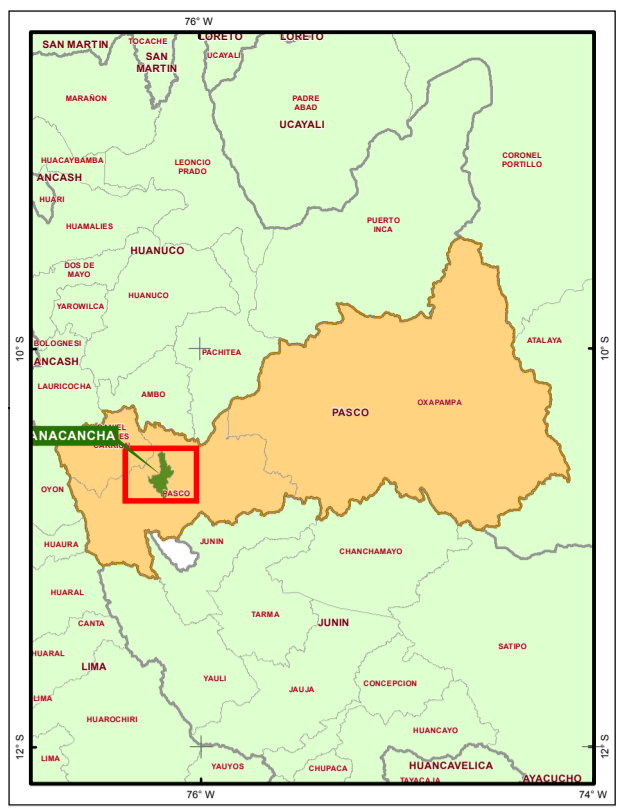 76° W
SAN MARTIN
TOCACHE
LORETO
LORETO
SAN
MARTIN
UCAYALI
MARAÑON
PADRE
ABAD
UCAYALI
CORONEL
PORTILLO
HUACAYBAMBA
LEONCIO
PRADO
ANCASH
HUARI
HUAMALIES
PUERTO
INCA
HUANUCO
DOS DE
MAYO
HUANUCO
YAROWILCA
BOLOGNESI
10° S
PACHITEA
ATALAYA
10° S
ANCASH
LAURICOCHA
AMBO
OXAPAMPA
PASCO
ANACANCHA
OYON
PASCO
HUAURA
JUNIN
CHANCHAMAYO
HUARAL
CANTA
TARMA
JUNIN
HUARAL
SATIPO
LIMA
YAULI
CONCEPCION
JAUJA
LIMA
HUAROCHIRI
HUANCAYO
12° S
12° S
LIMA
YAUYOS
CHUPACA
HUANCAVELICA
TAYACAJA
AYACUCHO
76° W
74° W